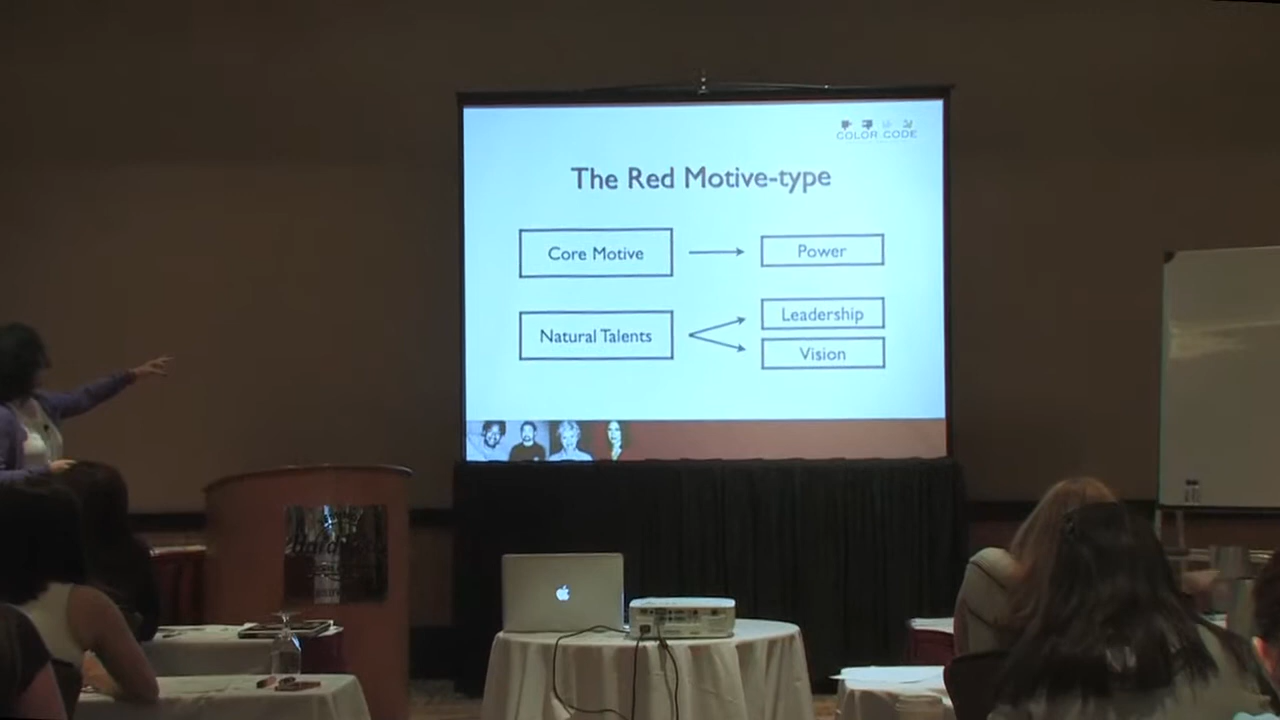 COLOR CODE
The Red Motive-type
Core Motive
Power
Natural Talents
Leadership
Vision